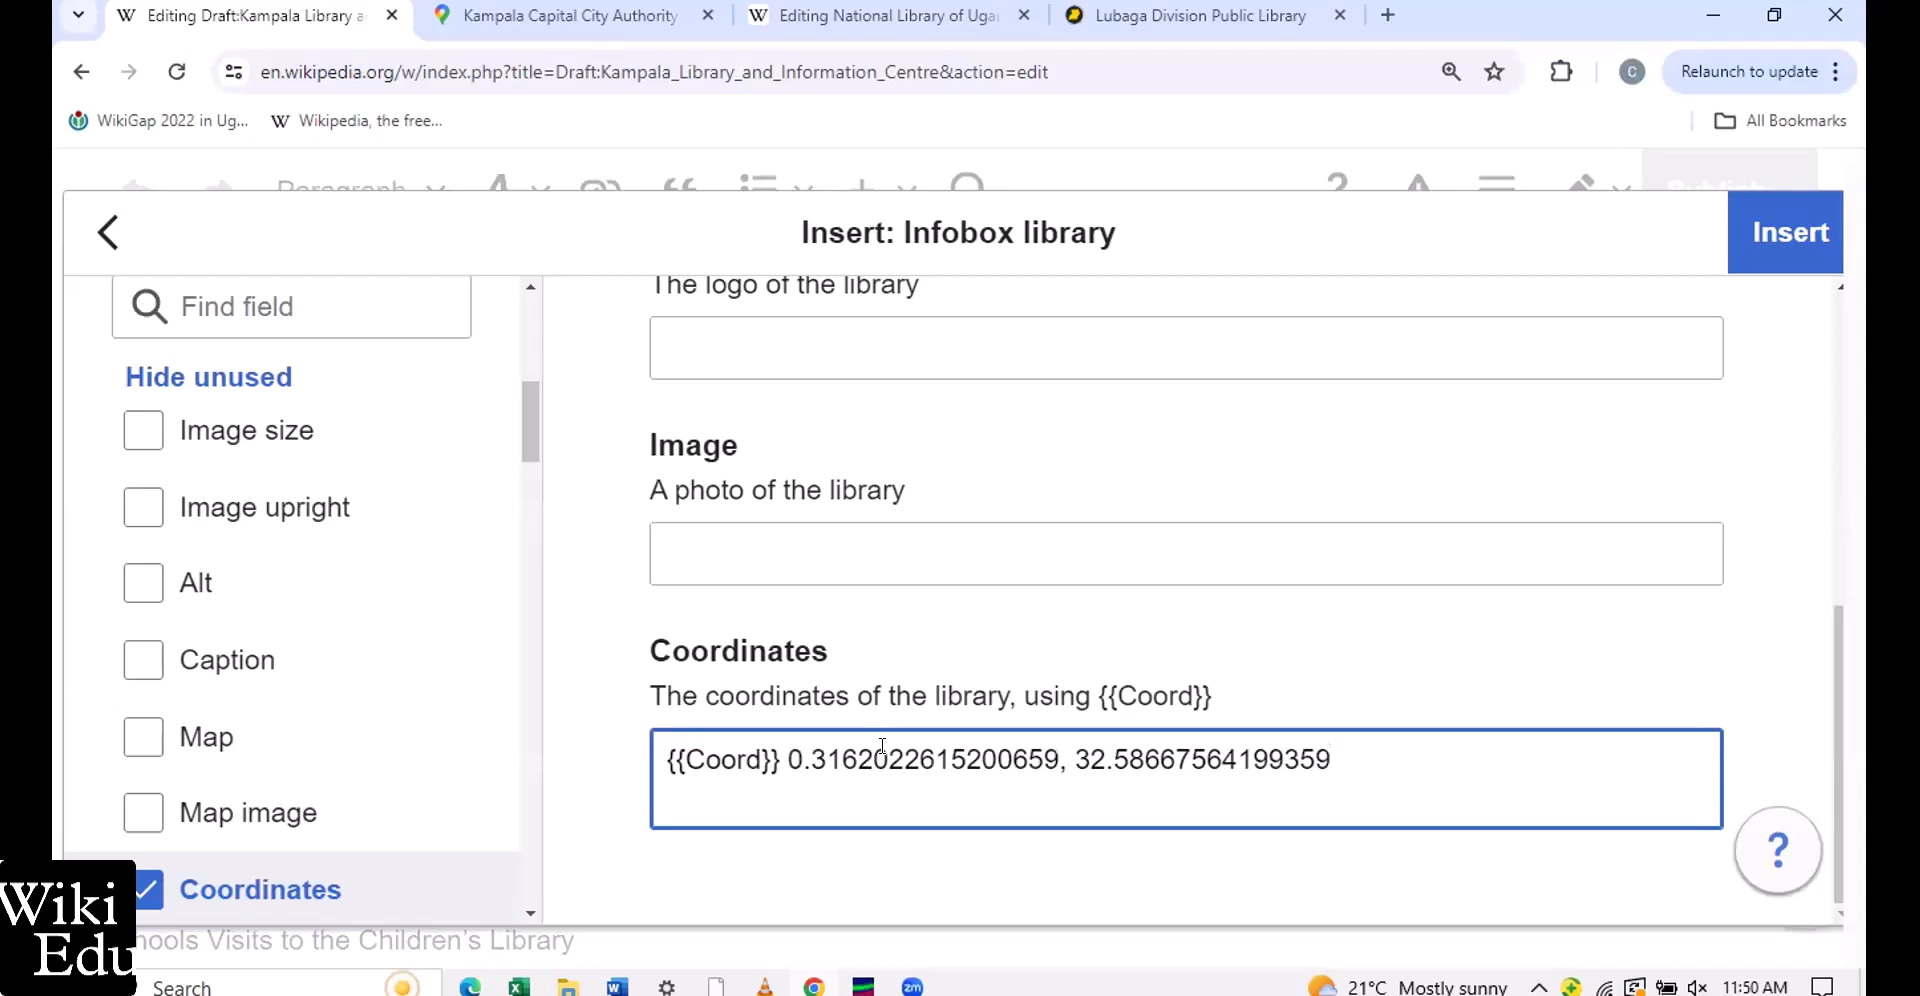 Editing Draft:Kampala Library a
Kampala Capital City Authority
Editing National Library of Uga
Lubaga Division Public Library
en.wikipedia.org/w/index.php?title=Draft:Kampala_Library_and_Information_Centre&action=edit
C
Relaunch to update
WikiGap 2022 in Ug...
Wikipedia, the free...
All Bookmarks
Paragraph
Insert: Infobox library
Insert
Find field
Hide unused
Image size
Image upright
Alt
Caption
Map
Map image
Coordinates
The logo of the library
Image
A photo of the library
Coordinates
The coordinates of the library, using {{Coord}}
{{Coord}} 0.3162022615200659, 32.58667564199359
?
Wiki
Edu
hools Visits to the Children's Library
Search
zm
21°C Mostly sunny
11:50 AM